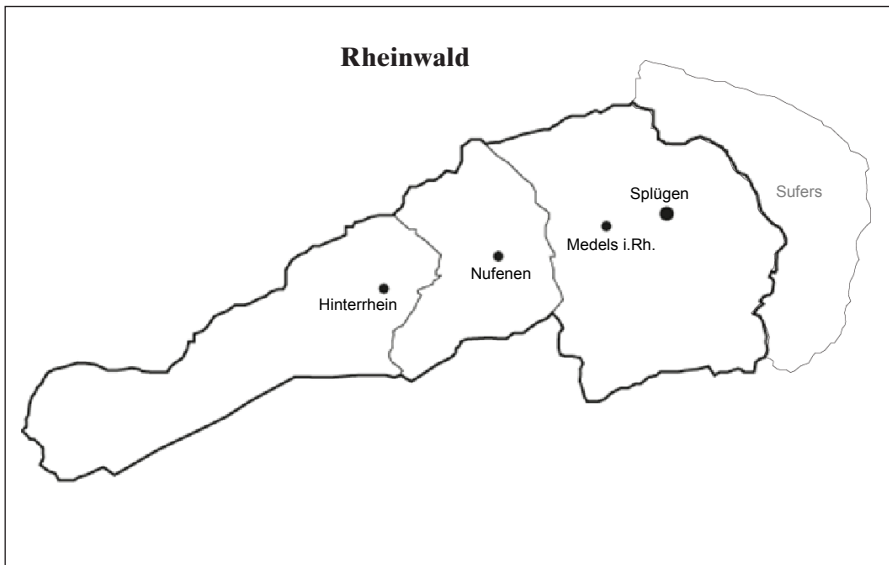 Rheinwald
Sufers
Splügen
Medels i.Rh.
Nufenen
Hinterrhein